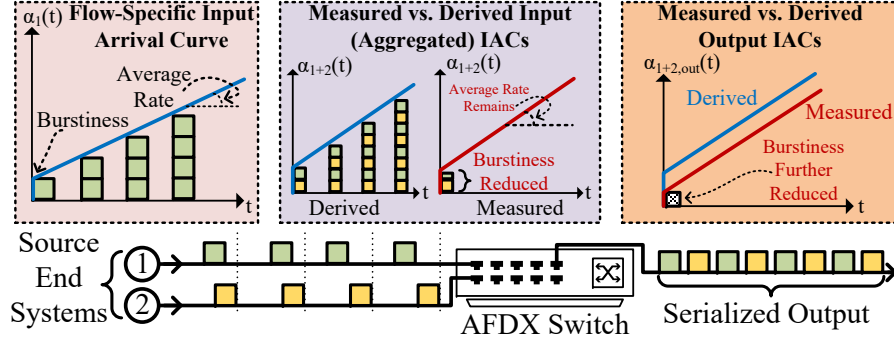 Flow-Specific Input
Arrival Curve
α₁(t)
Average
Rate
Burstiness
t
Measured vs. Derived Input
(Aggregated) IACs
α₁₊₂(t)
t
Derived
α₁₊₂(t)
Average Rate
Remains
Burstiness
Reduced
t
Measured
Measured vs. Derived
Output IACs
α₁₊₂,out(t)
Derived
Measured
Burstiness
Further
Reduced
t
Source
End
Systems
1
2
AFDX Switch
Serialized Output